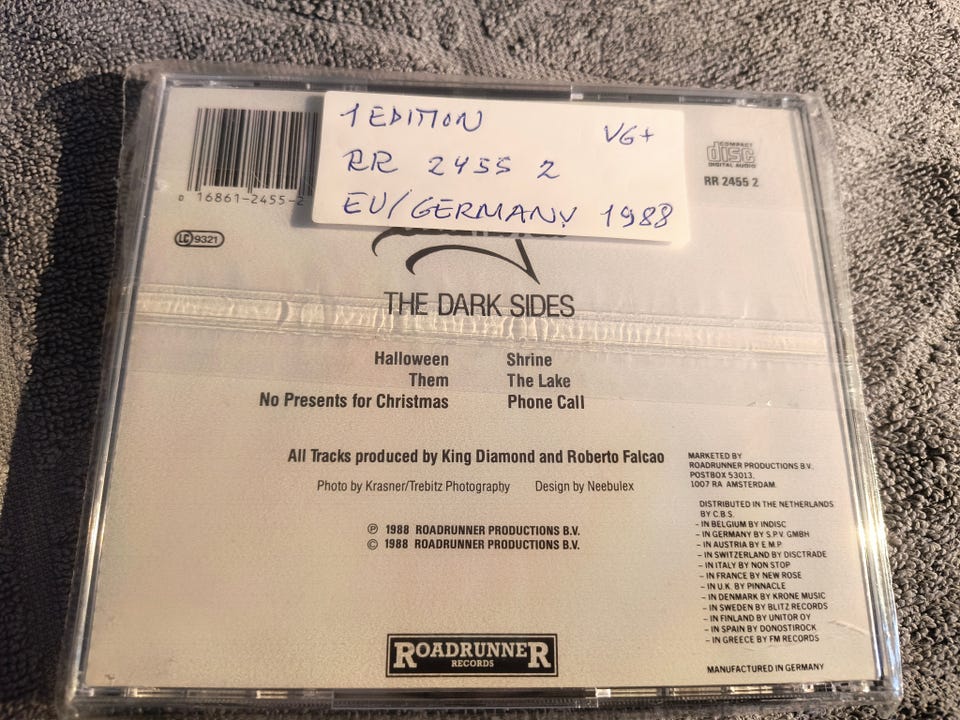 1 EDITION VG+
RR 2455 2
EU/GERMANY 1988
COMPACT
disc
DIGITAL AUDIO
RR 2455 2
0 16861-2455-2
LC 9321
THE DARK SIDES
Halloween
Them
No Presents for Christmas
Shrine
The Lake
Phone Call
All Tracks produced by King Diamond and Roberto Falcao
Photo by Krasner/Trebitz Photography Design by Neebulex
℗ 1988 ROADRUNNER PRODUCTIONS B.V.
© 1988 ROADRUNNER PRODUCTIONS B.V.
MARKETED BY
ROADRUNNER PRODUCTIONS B.V.
POSTBOX 53013,
1007 RA AMSTERDAM
DISTRIBUTED IN THE NETHERLANDS
BY C.B.S.
– IN BELGIUM BY INDISC
– IN GERMANY BY S.P.V. GMBH
– IN AUSTRIA BY E.M.P
– IN SWITZERLAND BY DISCTRADE
– IN ITALY BY NON STOP
– IN FRANCE BY NEW ROSE
– IN U.K. BY PINNACLE
– IN DENMARK BY KRONE MUSIC
– IN SWEDEN BY BLITZ RECORDS
– IN FINLAND BY UNITOR OY
– IN SPAIN BY DONOSTIROCK
– IN GREECE BY FM RECORDS
ROADRUNNER
RECORDS
MANUFACTURED IN GERMANY